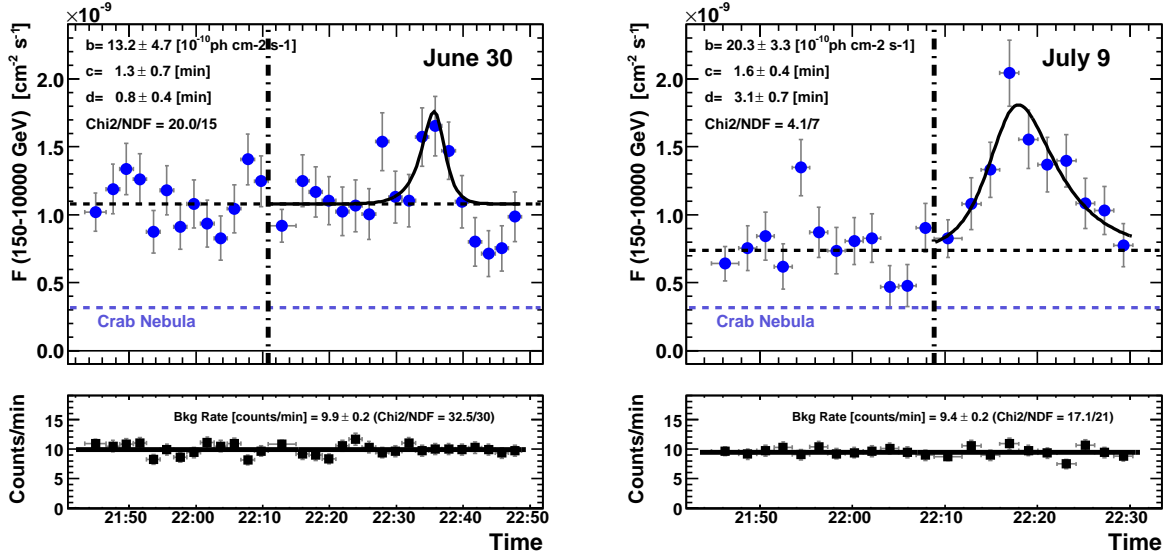 ×10⁻⁹
F (150-10000 GeV) [cm⁻² s⁻¹]
b= 13.2 ± 4.7 [10⁻¹⁰ph cm-2 s-1]
c= 1.3 ± 0.7 [min]
d= 0.8 ± 0.4 [min]
Chi2/NDF = 20.0/15
June 30
2.0
1.5
1.0
0.5
0.0
Crab Nebula
Counts/min
Bkg Rate [counts/min] = 9.9 ± 0.2 (Chi2/NDF = 32.5/30)
15
10
5
0
21:50 22:00 22:10 22:20 22:30 22:40 22:50
Time
×10⁻⁹
F (150-10000 GeV) [cm⁻² s⁻¹]
b= 20.3 ± 3.3 [10⁻¹⁰ph cm-2 s-1]
c= 1.6 ± 0.4 [min]
d= 3.1 ± 0.7 [min]
Chi2/NDF = 4.1/7
July 9
2.0
1.5
1.0
0.5
0.0
Crab Nebula
Counts/min
Bkg Rate [counts/min] = 9.4 ± 0.2 (Chi2/NDF = 17.1/21)
15
10
5
0
21:50 22:00 22:10 22:20 22:30
Time